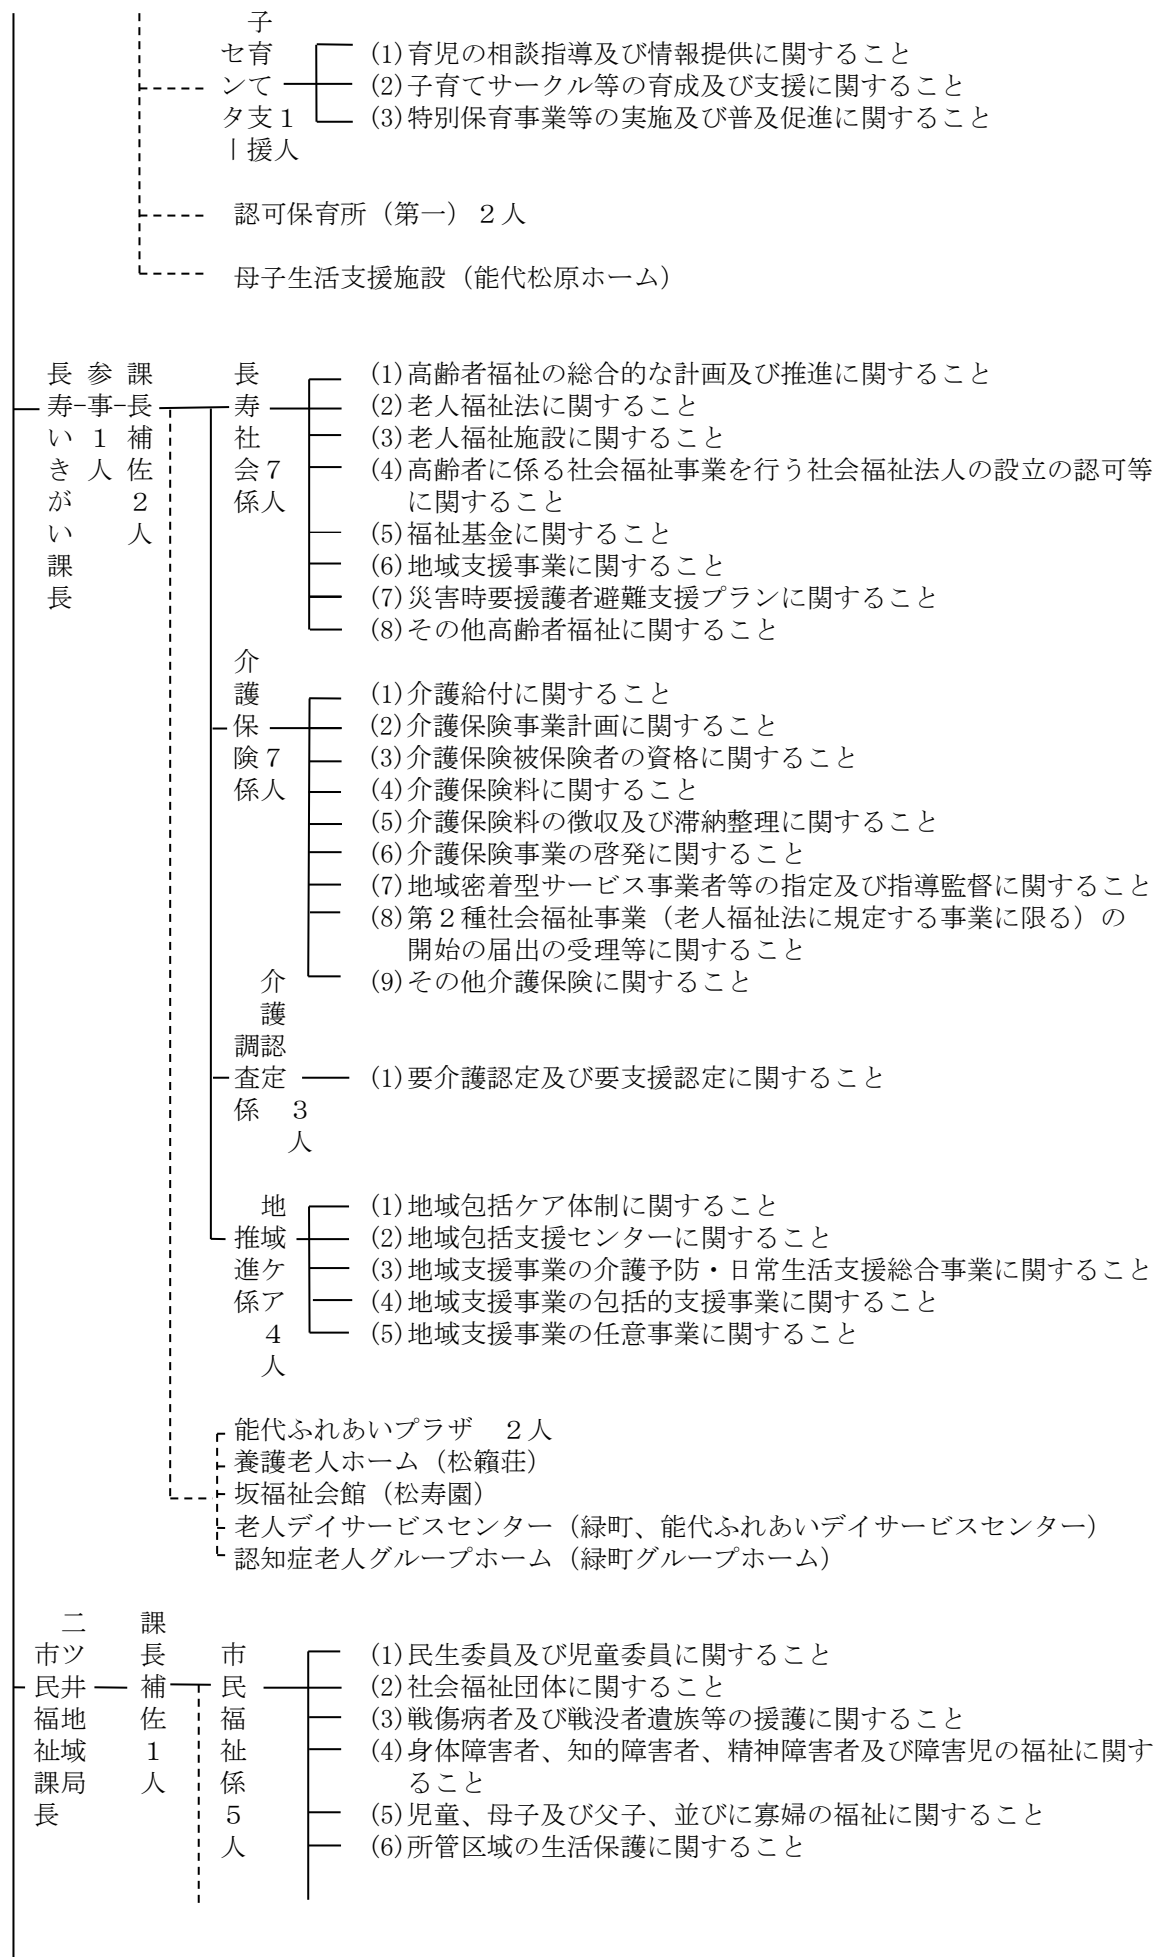 子育て支援
センター
1人
(1)育児の相談指導及び情報提供に関すること
(2)子育てサークル等の育成及び支援に関すること
(3)特別保育事業等の実施及び普及促進に関すること
認可保育所（第一）２人
母子生活支援施設（能代松原ホーム）
長寿いきがい課長
参事１人
課長補佐２人
長寿社会係
７人
(1)高齢者福祉の総合的な計画及び推進に関すること
(2)老人福祉法に関すること
(3)老人福祉施設に関すること
(4)高齢者に係る社会福祉事業を行う社会福祉法人の設立の認可等
に関すること
(5)福祉基金に関すること
(6)地域支援事業に関すること
(7)災害時要援護者避難支援プランに関すること
(8)その他高齢者福祉に関すること
介護保険係
７人
(1)介護給付に関すること
(2)介護保険事業計画に関すること
(3)介護保険被保険者の資格に関すること
(4)介護保険料に関すること
(5)介護保険料の徴収及び滞納整理に関すること
(6)介護保険事業の啓発に関すること
(7)地域密着型サービス事業者等の指定及び指導監督に関すること
(8)第２種社会福祉事業（老人福祉法に規定する事業に限る）の
開始の届出の受理等に関すること
(9)その他介護保険に関すること
介護認定
調査係
３人
(1)要介護認定及び要支援認定に関すること
地域ケア
推進係
４人
(1)地域包括ケア体制に関すること
(2)地域包括支援センターに関すること
(3)地域支援事業の介護予防・日常生活支援総合事業に関すること
(4)地域支援事業の包括的支援事業に関すること
(5)地域支援事業の任意事業に関すること
能代ふれあいプラザ　２人
養護老人ホーム（松籟荘）
坂福祉会館（松寿園）
老人デイサービスセンター（緑町、能代ふれあいデイサービスセンター）
認知症老人グループホーム（緑町グループホーム）
二ツ井地域局
市民福祉課長
課長補佐１人
市民福祉係５人
(1)民生委員及び児童委員に関すること
(2)社会福祉団体に関すること
(3)戦傷病者及び戦没者遺族等の援護に関すること
(4)身体障害者、知的障害者、精神障害者及び障害児の福祉に関す
ること
(5)児童、母子及び父子、並びに寡婦の福祉に関すること
(6)所管区域の生活保護に関すること